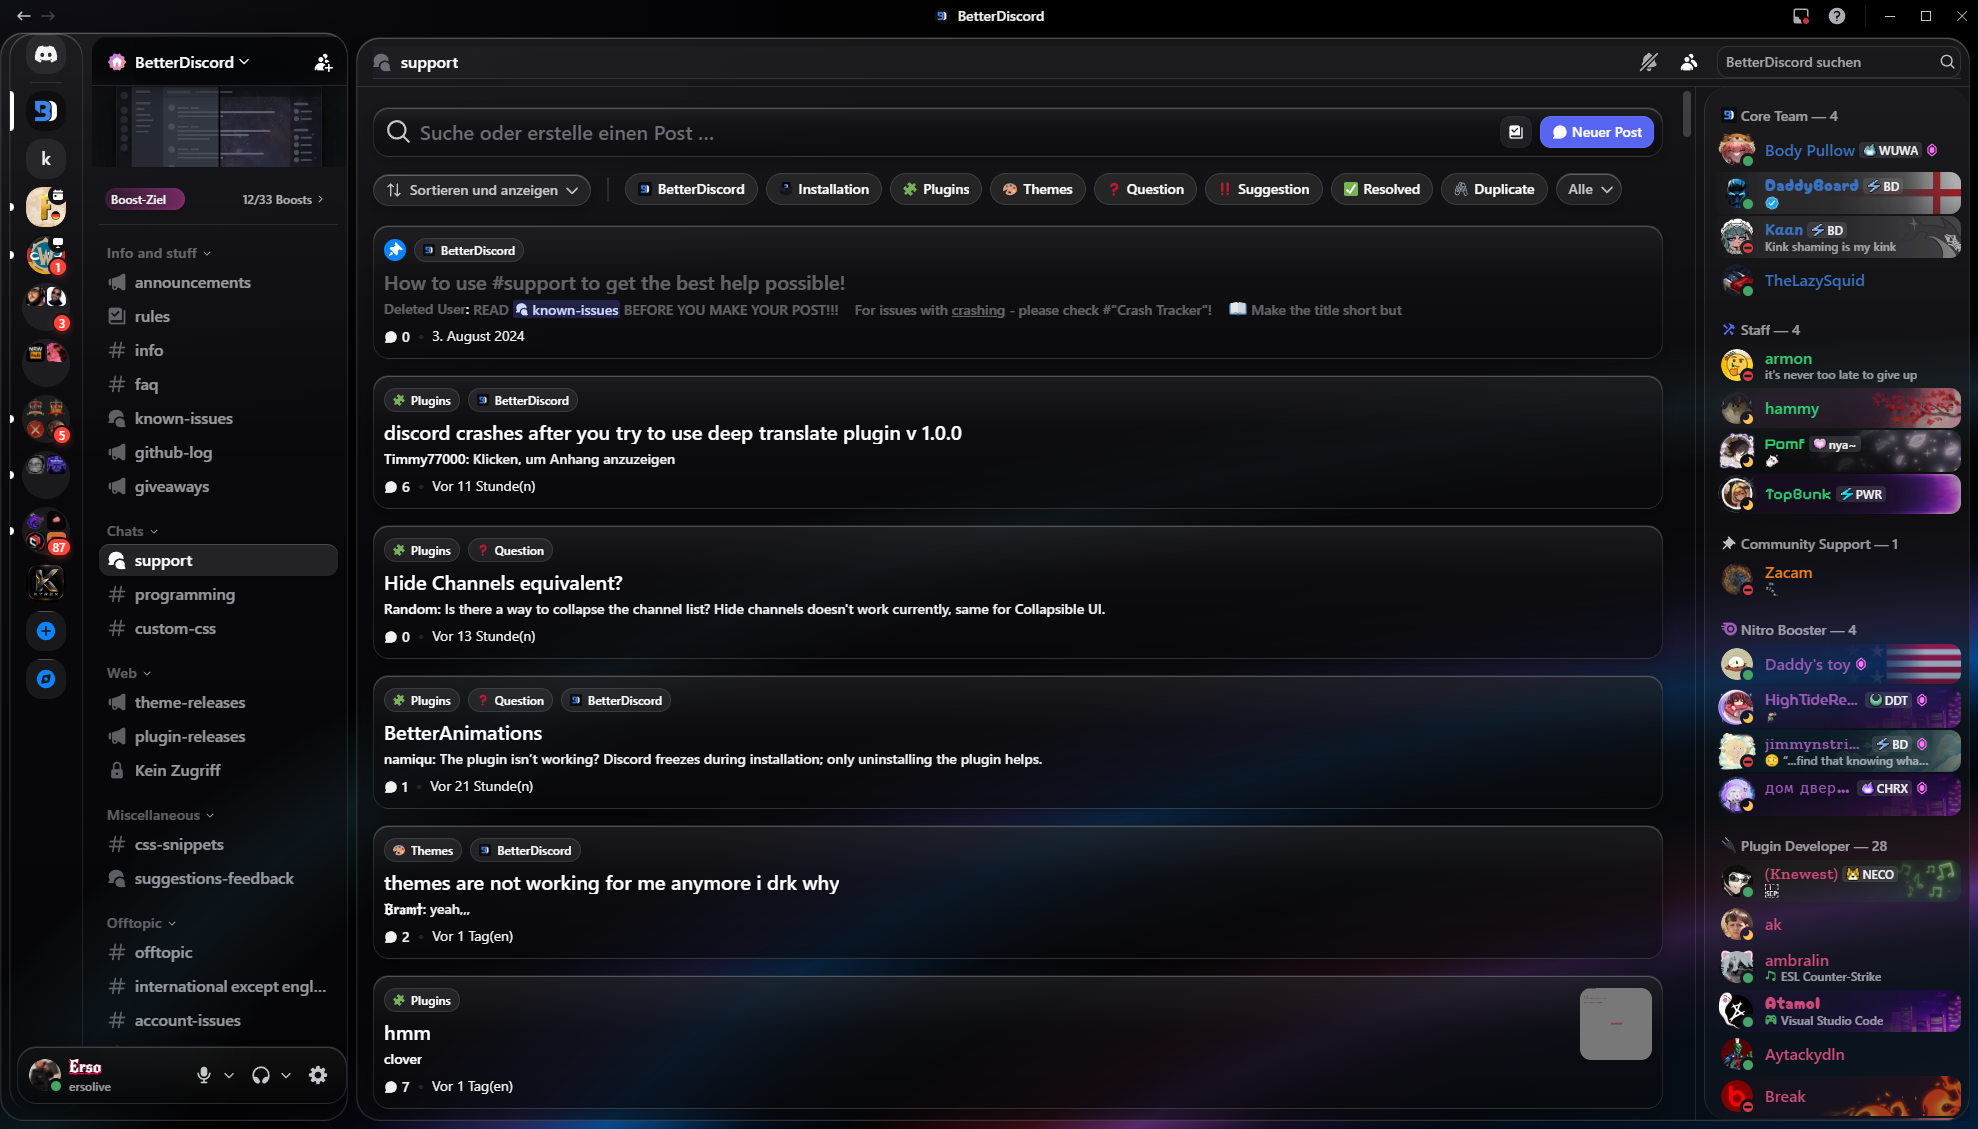 BetterDiscord
BetterDiscord
Boost-Ziel
12/33 Boosts
Info and stuff
announcements
rules
info
faq
known-issues
github-log
giveaways
Chats
support
programming
custom-css
Web
theme-releases
plugin-releases
Kein Zugriff
Miscellaneous
css-snippets
suggestions-feedback
Offtopic
offtopic
international except engl...
account-issues
Erso
ersolive
k
1
3
5
87
support
BetterDiscord suchen
Suche oder erstelle einen Post ...
Neuer Post
Sortieren und anzeigen
BetterDiscord
Installation
Plugins
Themes
Question
Suggestion
Resolved
Duplicate
Alle
BetterDiscord
How to use #support to get the best help possible!
Deleted User: READ known-issues BEFORE YOU MAKE YOUR POST!!! For issues with crashing - please check #"Crash Tracker"! 📖 Make the title short but
0 • 3. August 2024
Plugins BetterDiscord
discord crashes after you try to use deep translate plugin v 1.0.0
Timmy77000: Klicken, um Anhang anzuzeigen
6 • Vor 11 Stunde(n)
Plugins Question
Hide Channels equivalent?
Random: Is there a way to collapse the channel list? Hide channels doesn't work currently, same for Collapsible UI.
0 • Vor 13 Stunde(n)
Plugins Question BetterDiscord
BetterAnimations
namiqu: The plugin isn’t working? Discord freezes during installation; only uninstalling the plugin helps.
1 • Vor 21 Stunde(n)
Themes BetterDiscord
themes are not working for me anymore i drk why
yeah,,,
2 • Vor 1 Tag(en)
Plugins
hmm
clover
7 • Vor 1 Tag(en)
Core Team — 4
Body Pullow WUWA
DaddyBoard BD
Kaan BD
Kink shaming is my kink
TheLazySquid
Staff — 4
armon
it's never too late to give up
hammy
Pomf nya~
TopBunk PWR
Community Support — 1
Zacam
Nitro Booster — 4
Daddy's toy
HighTideRe... DDT
jimmynstri... BD
"...find that knowing wha...
дом двер... CHRX
Plugin Developer — 28
(Knewest) NECO
ak
ambralin
ESL Counter-Strike
Atamol
Visual Studio Code
Aytackydln
Break